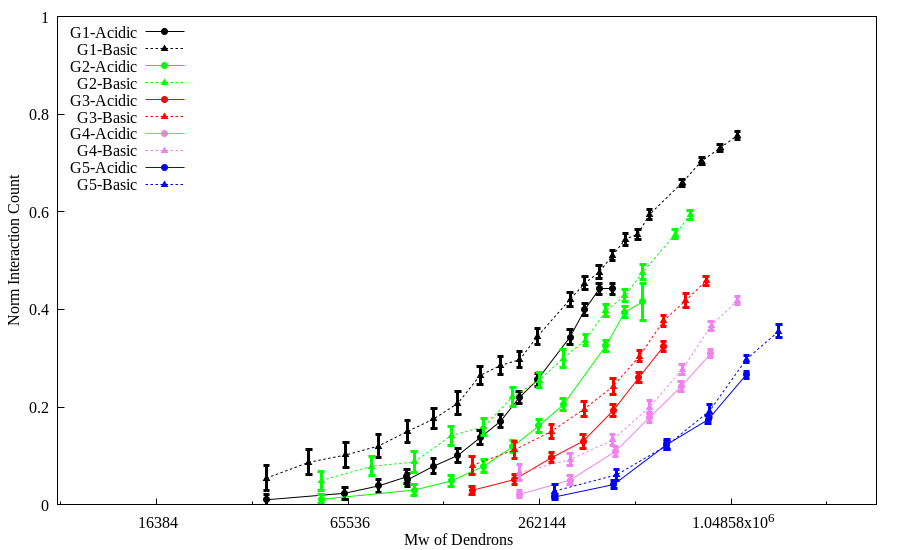 1
0.8
0.6
0.4
0.2
0
Norm Interaction Count
G1-Acidic
G1-Basic
G2-Acidic
G2-Basic
G3-Acidic
G3-Basic
G4-Acidic
G4-Basic
G5-Acidic
G5-Basic
16384 65536 262144 1.04858x10⁶
Mw of Dendrons